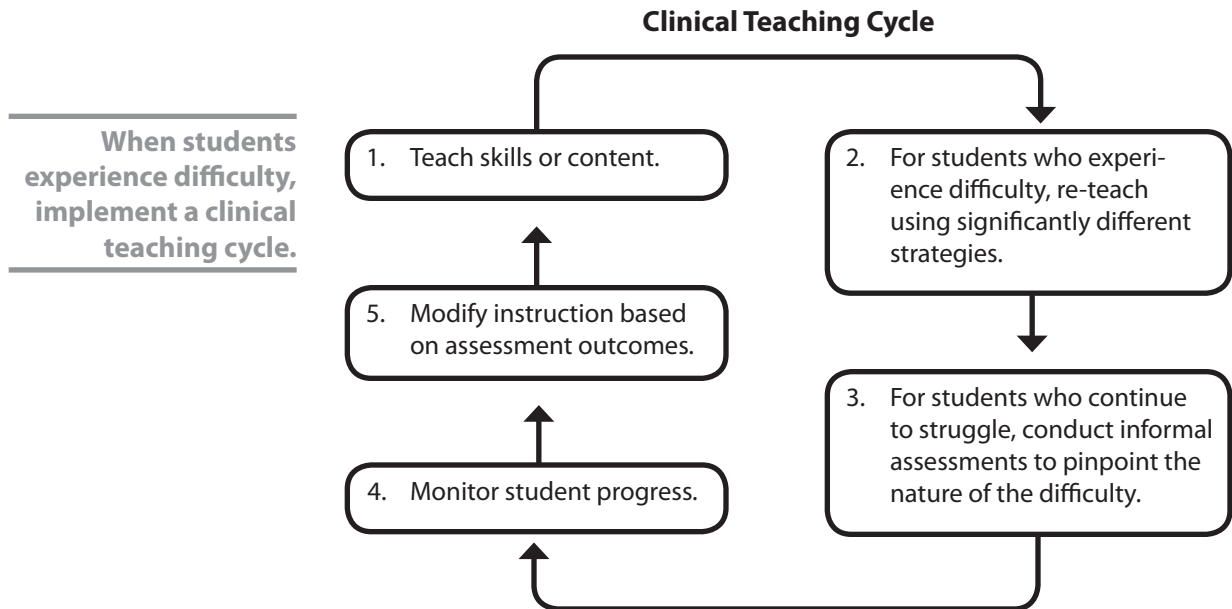 Clinical Teaching Cycle
When students
experience difficulty,
implement a clinical
teaching cycle.
1. Teach skills or content.
2. For students who experi-
ence difficulty, re-teach
using significantly different
strategies.
3. For students who continue
to struggle, conduct informal
assessments to pinpoint the
nature of the difficulty.
4. Monitor student progress.
5. Modify instruction based
on assessment outcomes.